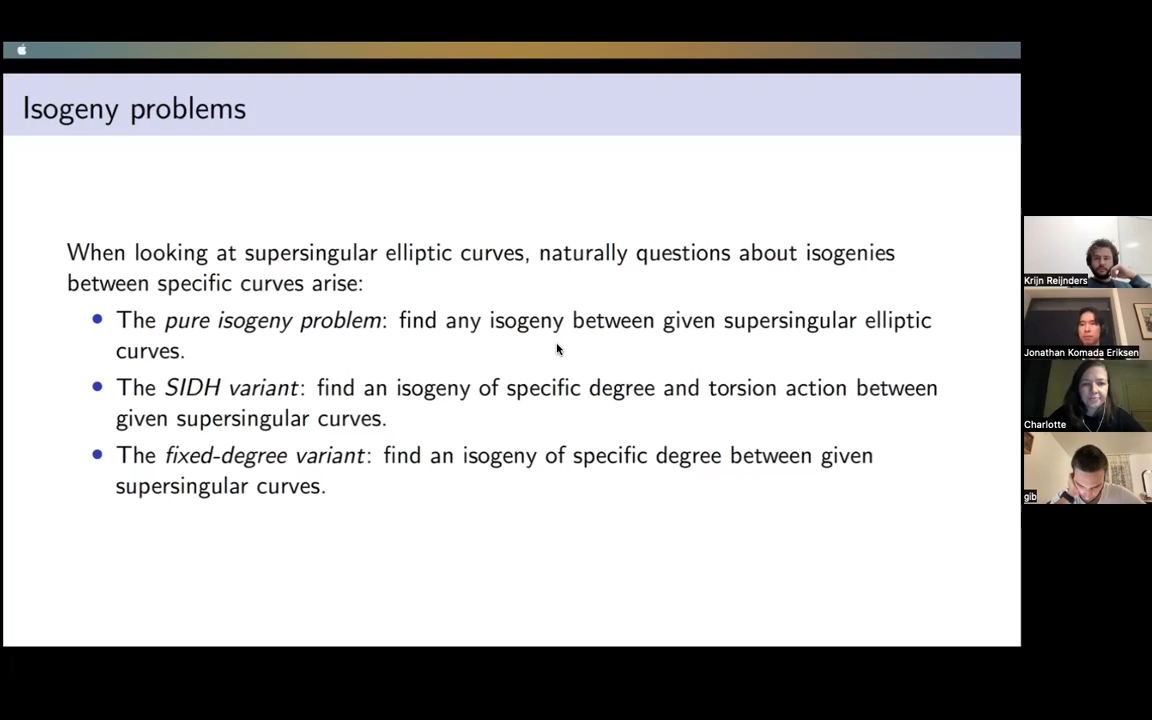 Isogeny problems
When looking at supersingular elliptic curves, naturally questions about isogenies
between specific curves arise:
• The pure isogeny problem: find any isogeny between given supersingular elliptic
curves.
• The SIDH variant: find an isogeny of specific degree and torsion action between
given supersingular curves.
• The fixed-degree variant: find an isogeny of specific degree between given
supersingular curves.
Krijn Reijnders
Jonathan Komada Eriksen
Charlotte
gib